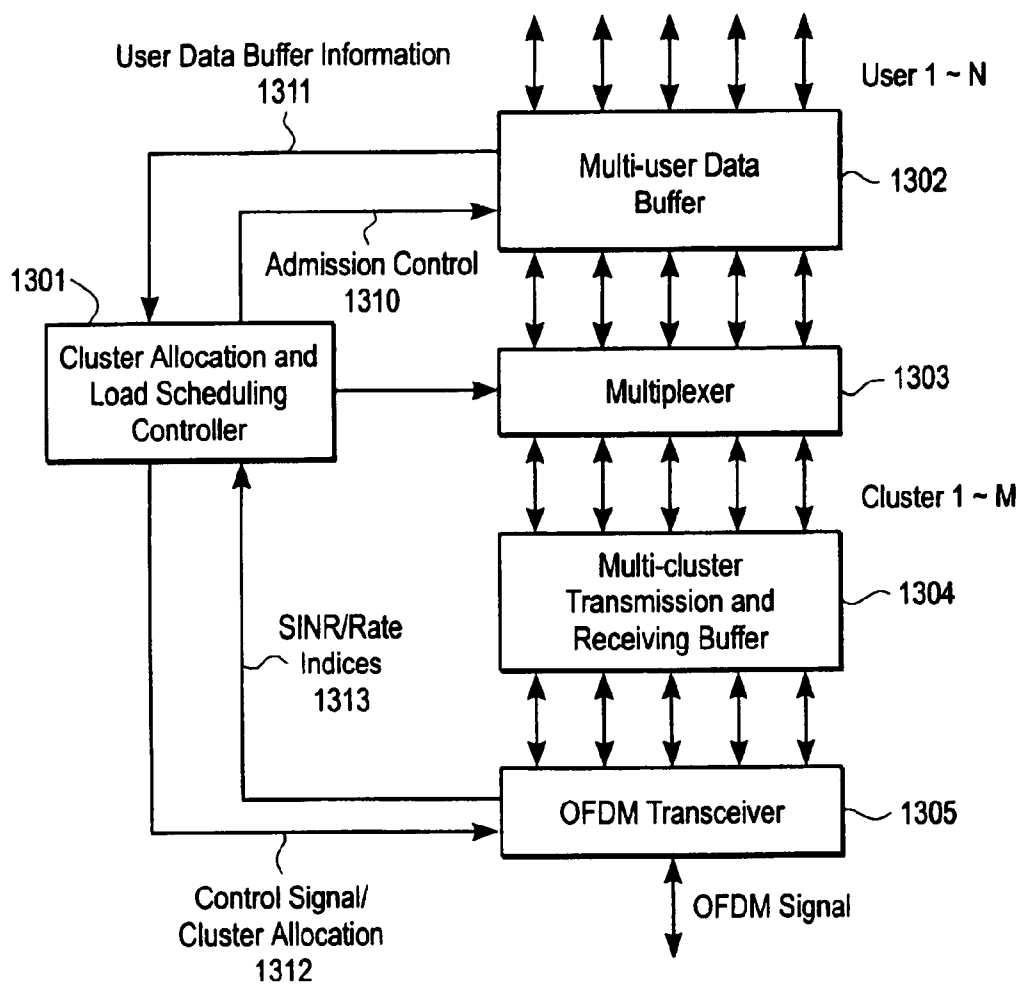 User Data Buffer Information
1311
User 1 ~ N
Multi-user Data
Buffer
1302
Admission Control
1310
1301
Cluster Allocation and
Load Scheduling
Controller
Multiplexer
1303
Cluster 1 ~ M
Multi-cluster
Transmission and
Receiving Buffer
1304
SINR/Rate
Indices
1313
OFDM Transceiver
1305
Control Signal/
Cluster Allocation
1312
OFDM Signal